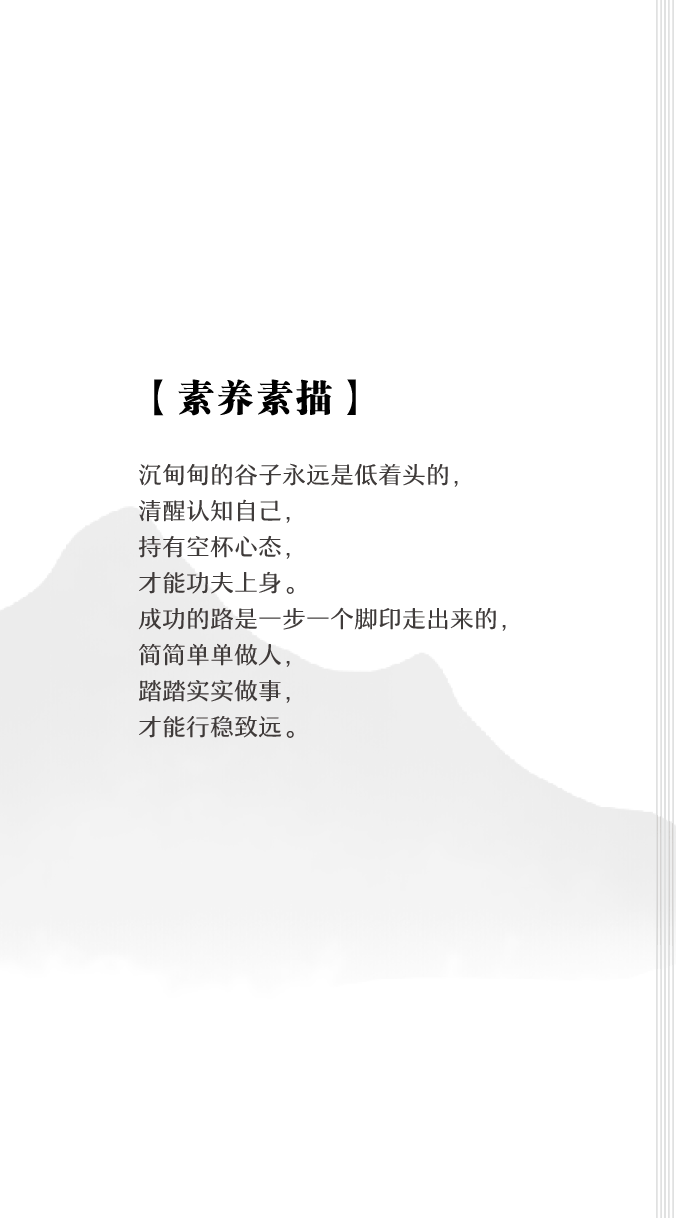 【素养素描】
沉甸甸的谷子永远是低着头的，
清醒认知自己，
持有空杯心态，
才能功夫上身。
成功的路是一步一个脚印走出来的，
简简单单做人，
踏踏实实做事，
才能行稳致远。